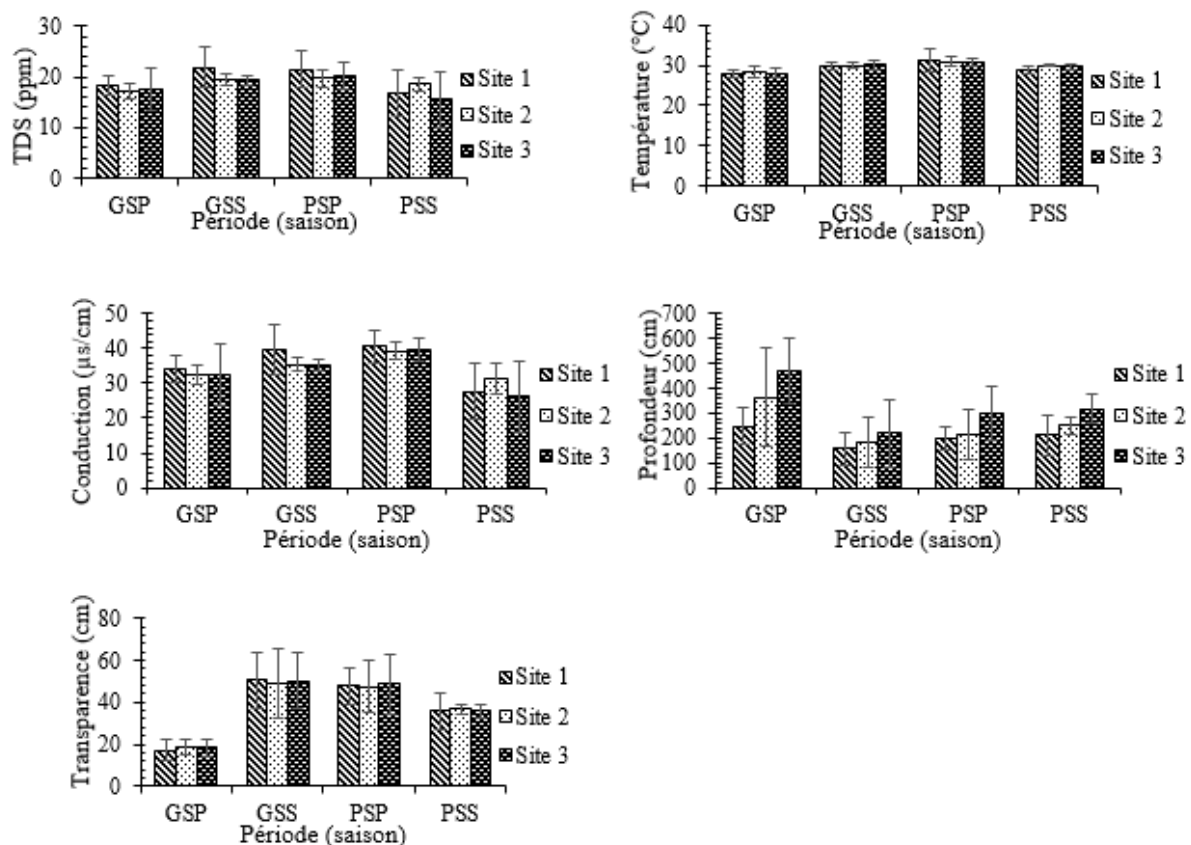 TDS (ppm)
30
20
10
0
GSP GSS PSP PSS
Période (saison)
Site 1
Site 2
Site 3
Température (°C)
40
30
20
10
0
GSP GSS PSP PSS
Période (saison)
Site 1
Site 2
Site 3
Conduction (µs/cm)
50
40
30
20
10
0
GSP GSS PSP PSS
Période (saison)
Site 1
Site 2
Site 3
Profondeur (cm)
700
600
500
400
300
200
100
0
GSP GSS PSP PSS
Période (saison)
Site 1
Site 2
Site 3
Transparence (cm)
80
60
40
20
0
GSP GSS PSP PSS
Période (saison)
Site 1
Site 2
Site 3